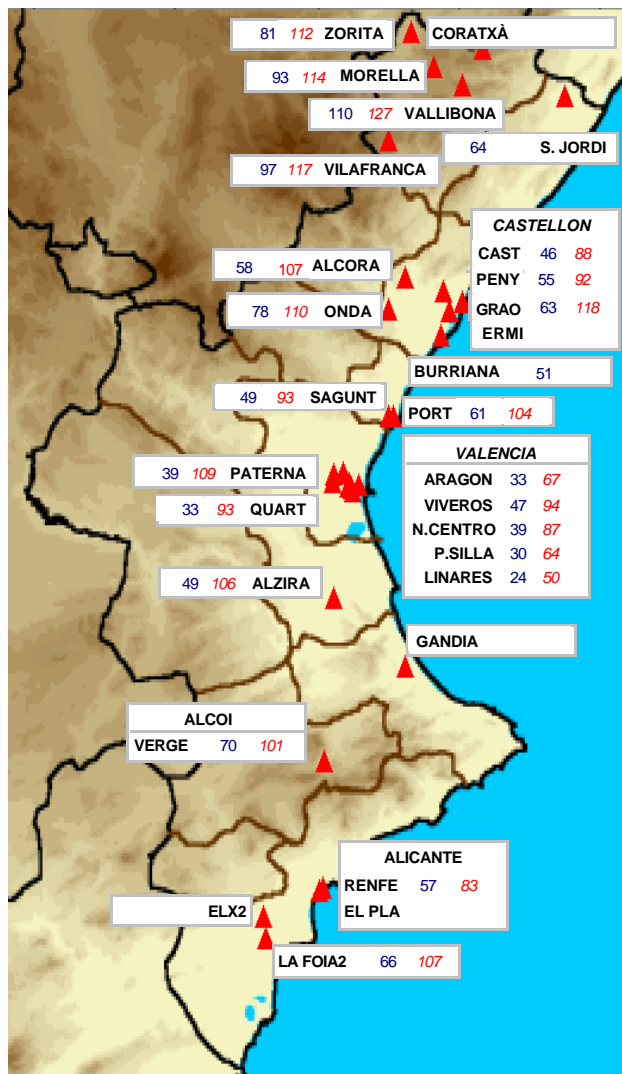 81 112 ZORITA
CORATXÀ
93 114 MORELLA
110 127 VALLIBONA
64 S. JORDI
97 117 VILAFRANCA
CASTELLON
CAST 46 88
PENY 55 92
GRAO 63 118
ERMI
58 107 ALCORA
78 110 ONDA
BURRIANA 51
49 93 SAGUNT
PORT 61 104
39 109 PATERNA
33 93 QUART
VALENCIA
ARAGON 33 67
VIVEROS 47 94
N.CENTRO 39 87
P.SILLA 30 64
LINARES 24 50
49 106 ALZIRA
GANDIA
ALCOI
VERGE 70 101
ALICANTE
RENFE 57 83
EL PLA
ELX2
LA FOIA2 66 107